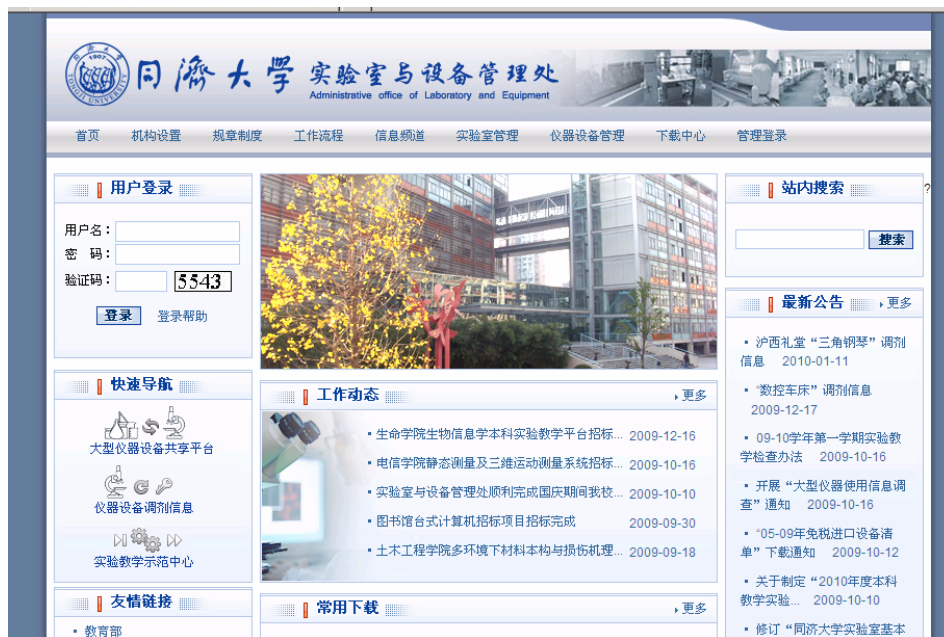 同濟大學 实验室与设备管理处
Administrative office of Laboratory and Equipment
首页 机构设置 规章制度 工作流程 信息频道 实验室管理 仪器设备管理 下载中心 管理登录
用户登录
用户名：
密 码：
验证码： 5543
登录 登录帮助
快速导航
大型仪器设备共享平台
仪器设备调剂信息
实验教学示范中心
友情链接
· 教育部
工作动态 更多
· 生命学院生物信息学本科实验教学平台招标... 2009-12-16
· 电信学院静态测量及三维运动测量系统招标... 2009-10-16
· 实验室与设备管理处顺利完成国庆期间我校... 2009-10-10
· 图书馆台式计算机招标项目招标完成 2009-09-30
· 土木工程学院多环境下材料本构与损伤机理... 2009-09-18
常用下载 更多
站内搜索 ?
搜索
最新公告 更多
· 沪西礼堂“三角钢琴”调剂
信息 2010-01-11
· “数控车床”调剂信息
2009-12-17
· 09-10学年第一学期实验教
学检查办法 2009-10-16
· 开展“大型仪器使用信息调
查”通知 2009-10-16
· “05-09年免税进口设备清
单”下载通知 2009-10-12
· 关于制定“2010年度本科
教学实验... 2009-10-10
· 修订“同济大学实验室基本